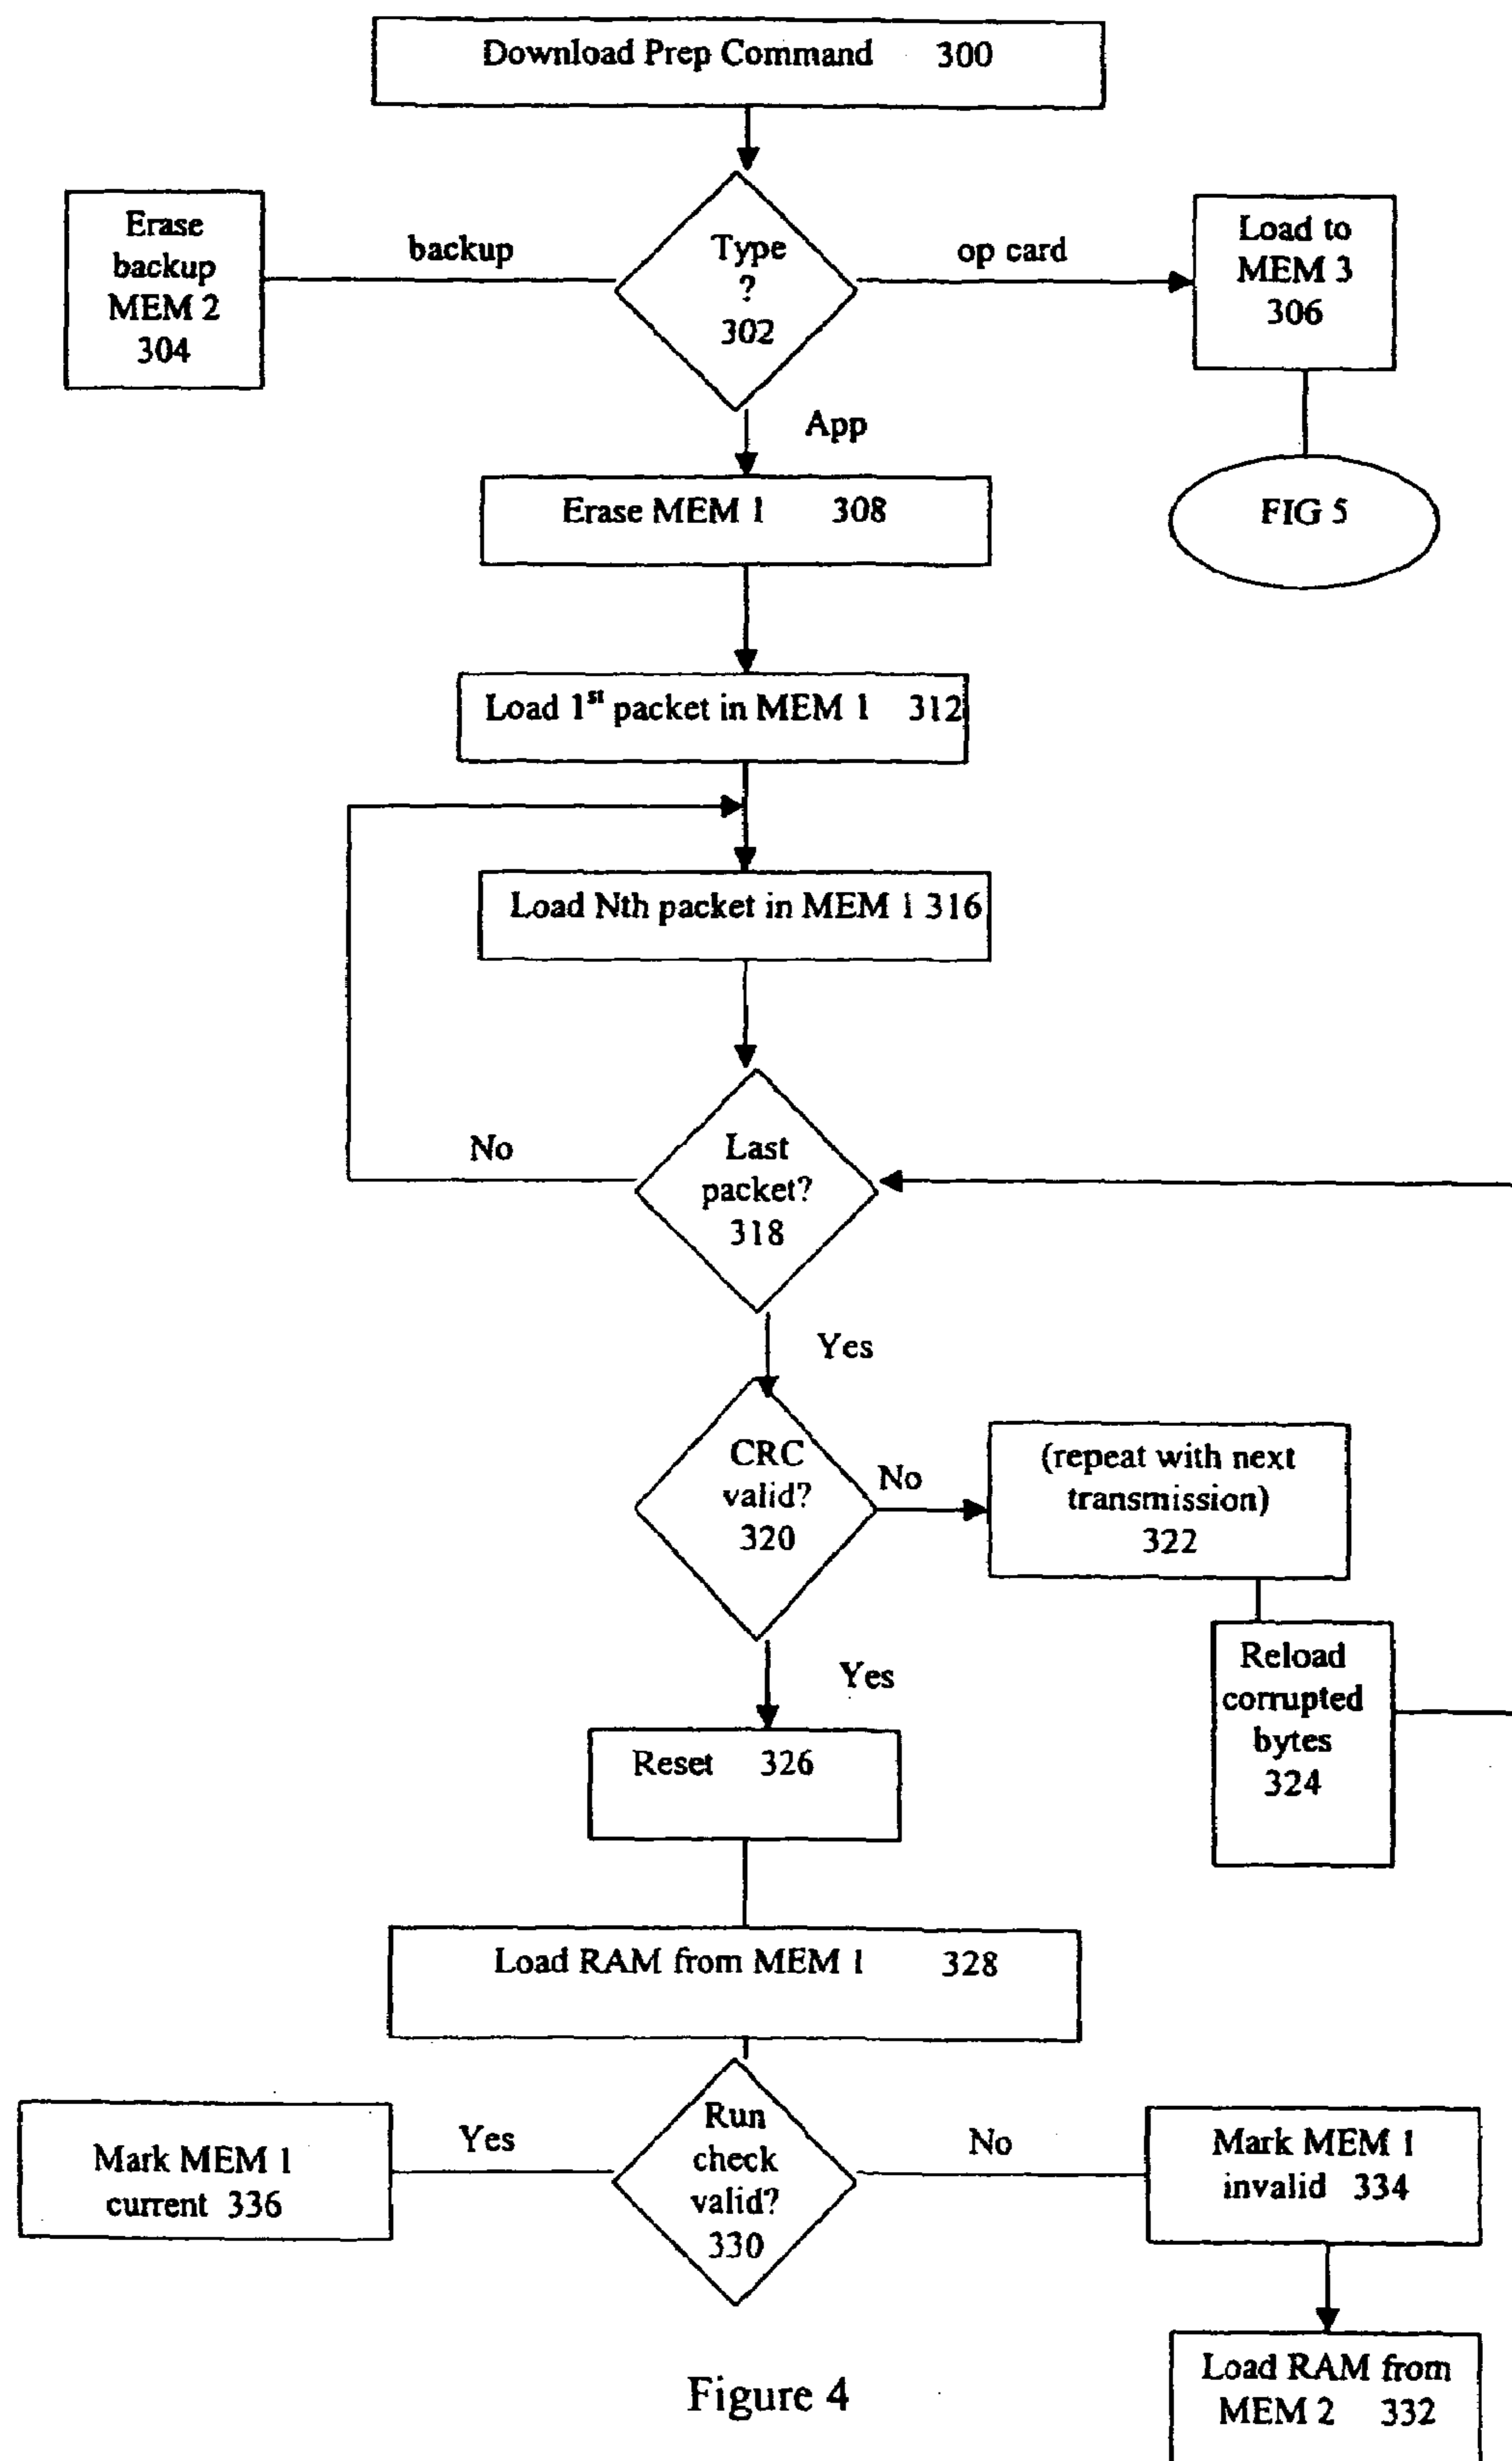 Download Prep Command 300
Erase
backup
MEM 2
304
backup
Type
?
302
op card
Load to
MEM 3
306
App
Erase MEM 1 308
FIG 5
Load 1st packet in MEM 1 312
Load Nth packet in MEM 1 316
No
Last
packet?
318
Yes
CRC
valid?
320
No
(repeat with next
transmission)
322
Yes
Reload
corrupted
bytes
324
Reset 326
Load RAM from MEM 1 328
Mark MEM 1
current 336
Yes
Run
check
valid?
330
No
Mark MEM 1
invalid 334
Load RAM from
MEM 2 332
Figure 4